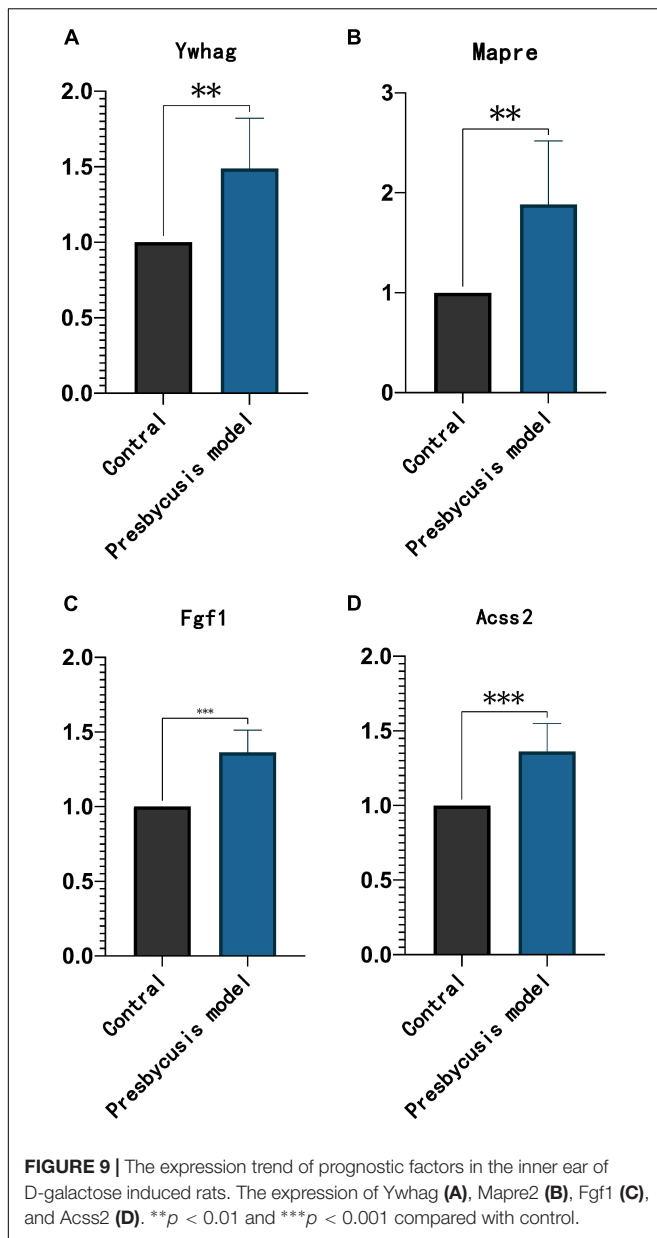 A
Ywhag
**
2.0
1.5
1.0
0.5
0.0
Contral
Presbycusis model
B
Mapre
**
3
2
1
0
Contral
Presbycusis model
C
Fgf1
***
2.0
1.5
1.0
0.5
0.0
Contral
Presbycusis model
D
Acss2
***
2.0
1.5
1.0
0.5
0.0
Contral
Presbycusis model
FIGURE 9 | The expression trend of prognostic factors in the inner ear of
D-galactose induced rats. The expression of Ywhag (A), Mapre2 (B), Fgf1 (C),
and Acss2 (D). **p < 0.01 and ***p < 0.001 compared with control.